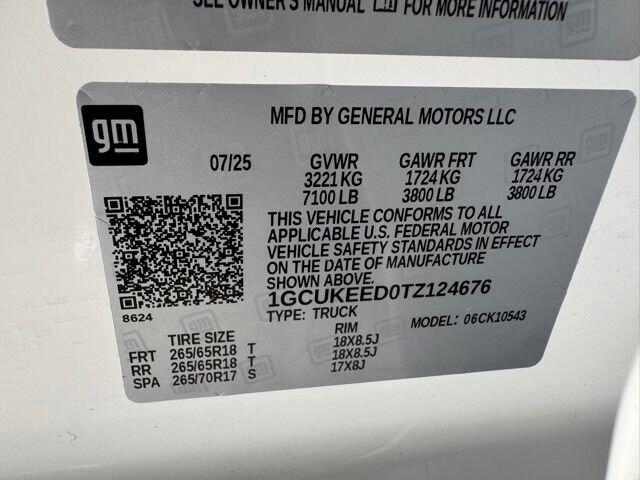 SEE OWNER'S MANUAL FOR MORE INFORMATION
gm
MFD BY GENERAL MOTORS LLC
07/25 GVWR GAWR FRT GAWR RR
3221 KG 1724 KG 1724 KG
7100 LB 3800 LB 3800 LB
THIS VEHICLE CONFORMS TO ALL
APPLICABLE U.S. FEDERAL MOTOR
VEHICLE SAFETY STANDARDS IN EFFECT
ON THE DATE OF MANUFACTURE
SHOWN ABOVE.
1GCUKEED0TZ124676
8624
TYPE: TRUCK MODEL: 06CK10543
TIRE SIZE RIM
FRT 265/65R18 T 18X8.5J
RR 265/65R18 T 18X8.5J
SPA 265/70R17 S 17X8J